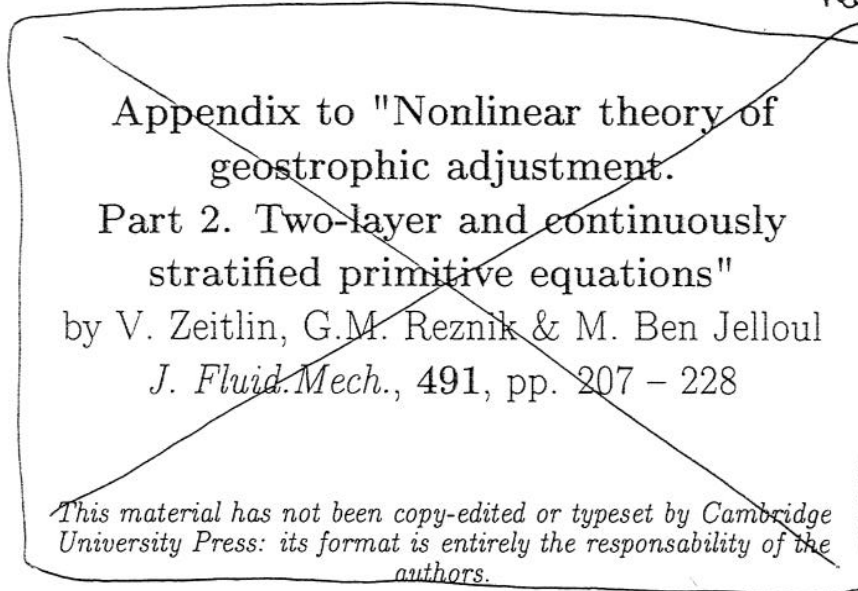 Appendix to "Nonlinear theory of
geostrophic adjustment.
Part 2. Two-layer and continuously
stratified primitive equations"
by V. Zeitlin, G.M. Reznik & M. Ben Jelloul
J. Fluid.Mech., 491, pp. 207 – 228
This material has not been copy-edited or typeset by Cambridge
University Press: its format is entirely the responsability of the
authors.